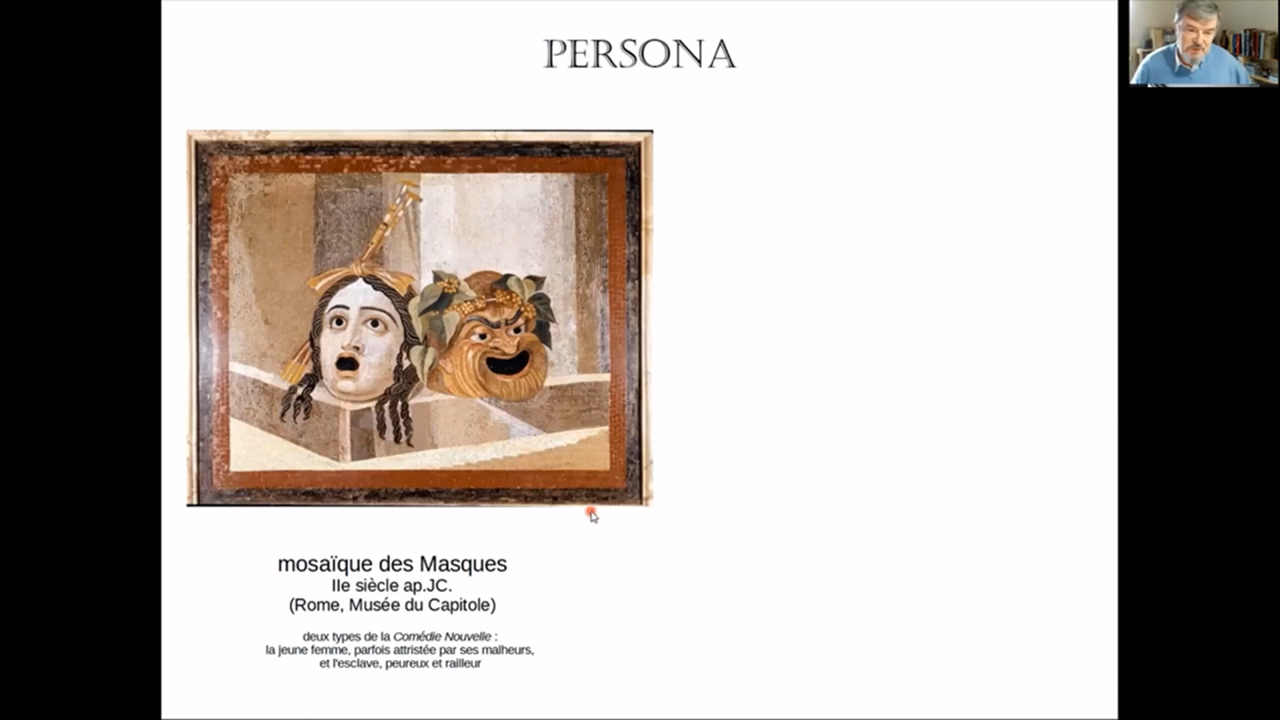 PERSONA
mosaïque des Masques
IIe siècle ap.JC.
(Rome, Musée du Capitole)
deux types de la Comédie Nouvelle :
la jeune femme, parfois attristée par ses malheurs,
et l'esclave, peureux et railleur